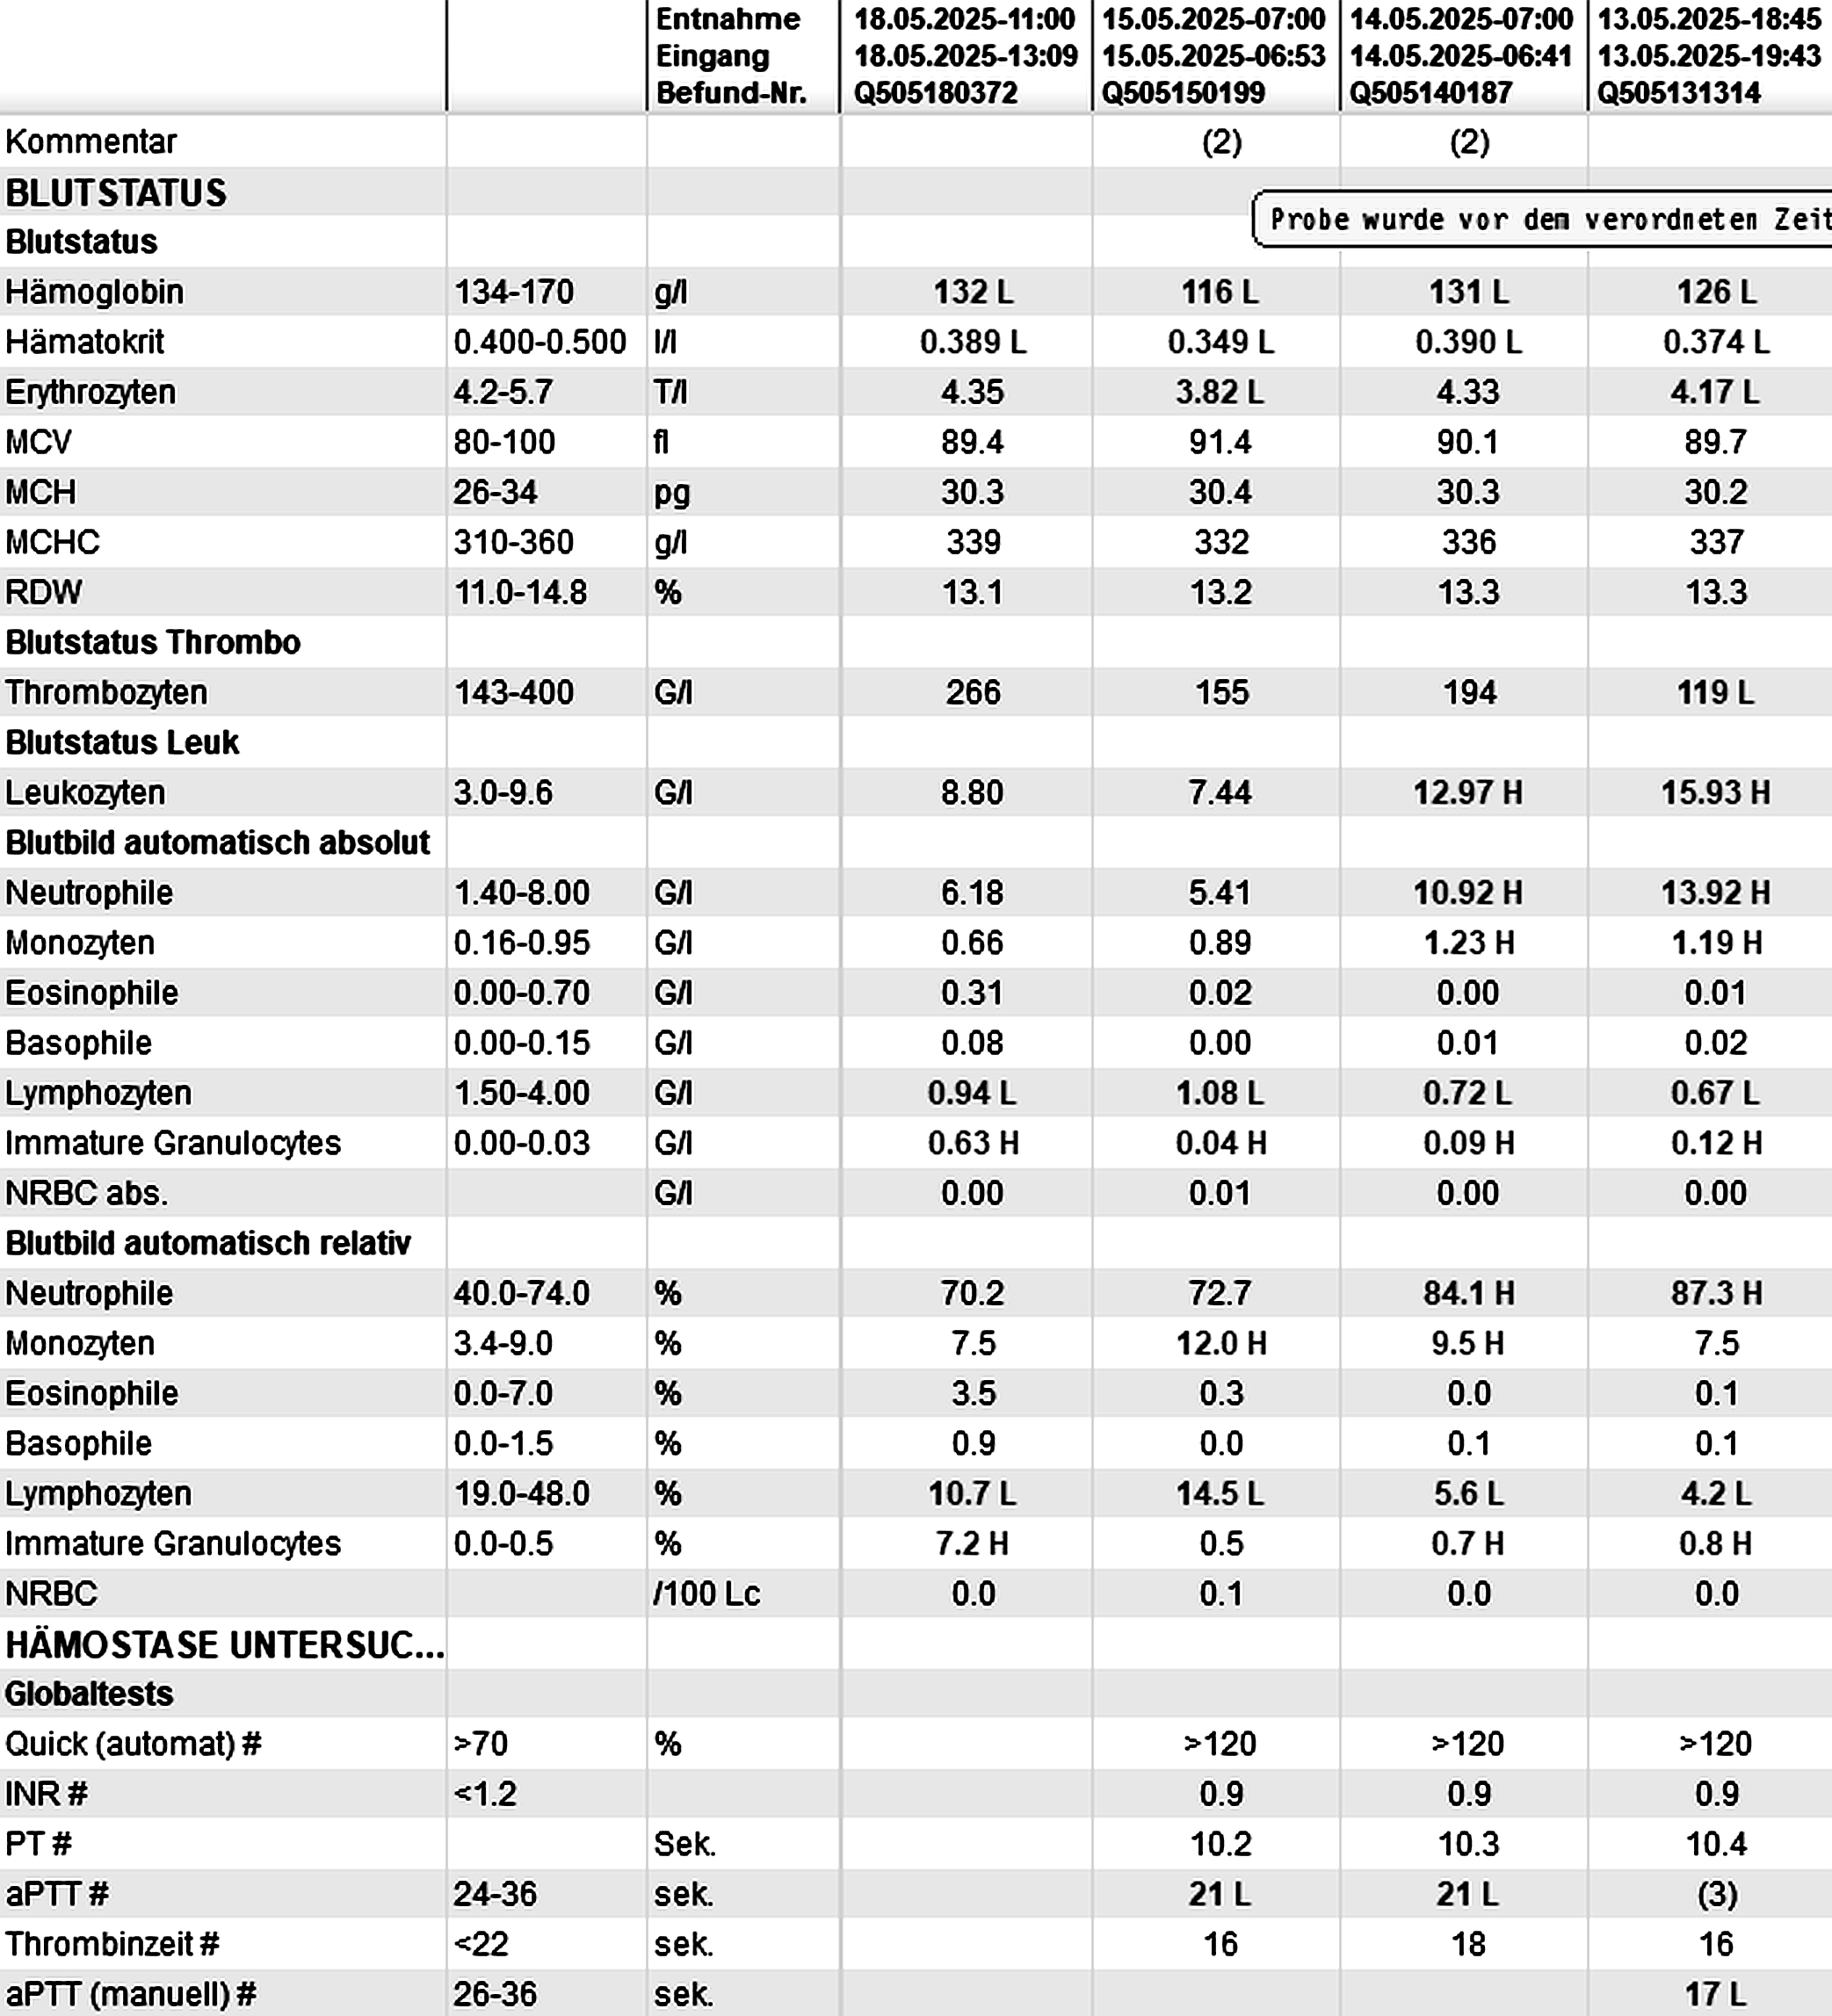 Entnahme 18.05.2025-11:00 15.05.2025-07:00 14.05.2025-07:00 13.05.2025-18:45
Eingang 18.05.2025-13:09 15.05.2025-06:53 14.05.2025-06:41 13.05.2025-19:43
Befund-Nr. Q505180372 Q505150199 Q505140187 Q505131314
Kommentar (2) (2)
BLUTSTATUS
Probe wurde vor dem verordneten Zeit
Blutstatus
Hämoglobin 134-170 g/l 132 L 116 L 131 L 126 L
Hämatokrit 0.400-0.500 l/l 0.389 L 0.349 L 0.390 L 0.374 L
Erythrozyten 4.2-5.7 T/l 4.35 3.82 L 4.33 4.17 L
MCV 80-100 fl 89.4 91.4 90.1 89.7
MCH 26-34 pg 30.3 30.4 30.3 30.2
MCHC 310-360 g/l 339 332 336 337
RDW 11.0-14.8 % 13.1 13.2 13.3 13.3
Blutstatus Thrombo
Thrombozyten 143-400 G/l 266 155 194 119 L
Blutstatus Leuk
Leukozyten 3.0-9.6 G/l 8.80 7.44 12.97 H 15.93 H
Blutbild automatisch absolut
Neutrophile 1.40-8.00 G/l 6.18 5.41 10.92 H 13.92 H
Monozyten 0.16-0.95 G/l 0.66 0.89 1.23 H 1.19 H
Eosinophile 0.00-0.70 G/l 0.31 0.02 0.00 0.01
Basophile 0.00-0.15 G/l 0.08 0.00 0.01 0.02
Lymphozyten 1.50-4.00 G/l 0.94 L 1.08 L 0.72 L 0.67 L
Immature Granulocytes 0.00-0.03 G/l 0.63 H 0.04 H 0.09 H 0.12 H
NRBC abs. G/l 0.00 0.01 0.00 0.00
Blutbild automatisch relativ
Neutrophile 40.0-74.0 % 70.2 72.7 84.1 H 87.3 H
Monozyten 3.4-9.0 % 7.5 12.0 H 9.5 H 7.5
Eosinophile 0.0-7.0 % 3.5 0.3 0.0 0.1
Basophile 0.0-1.5 % 0.9 0.0 0.1 0.1
Lymphozyten 19.0-48.0 % 10.7 L 14.5 L 5.6 L 4.2 L
Immature Granulocytes 0.0-0.5 % 7.2 H 0.5 0.7 H 0.8 H
NRBC /100 Lc 0.0 0.1 0.0 0.0
HÄMOSTASE UNTERSUC...
Globaltests
Quick (automat) # >70 % >120 >120 >120
INR # <1.2 0.9 0.9 0.9
PT # Sek. 10.2 10.3 10.4
aPTT # 24-36 sek. 21 L 21 L (3)
Thrombinzeit # <22 sek. 16 18 16
aPTT (manuell) # 26-36 sek. 17 L